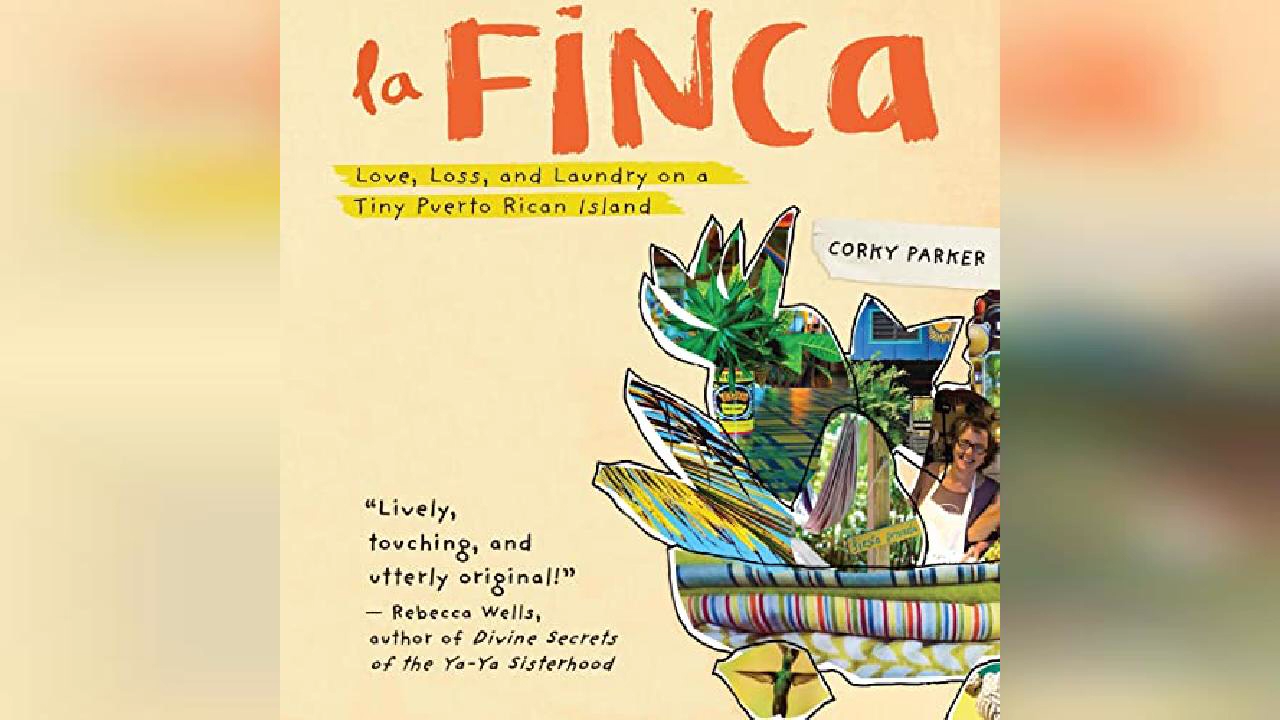 la FiNCa
Love, Loss, and Laundry on a
Tiny Puerto Rican Island
CORKY PARKER
“Lively,
touching, and
utterly original!”
— Rebecca Wells,
author of Divine Secrets
of the Ya-Ya Sisterhood